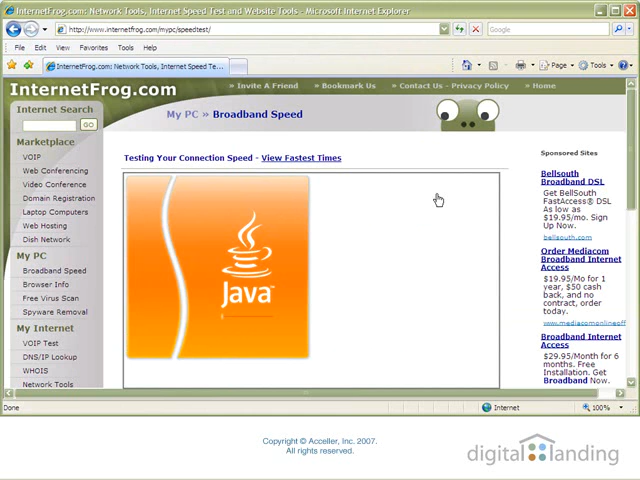 InternetFrog.com: Network Tools, Internet Speed Test and Website Tools - Microsoft Internet Explorer
http://www.internetfrog.com/mypc/speedtest/
File Edit View Favorites Tools Help
InternetFrog.com: Network Tools, Internet Speed Te...
Page Tools
InternetFrog.com
» Invite A Friend » Bookmark Us » Contact Us - Privacy Policy » Home
Internet Search
GO
Marketplace
VOIP
Web Conferencing
Video Conference
Domain Registration
Laptop Computers
Web Hosting
Dish Network
My PC
Broadband Speed
Browser Info
Free Virus Scan
Spyware Removal
My Internet
VOIP Test
DNS/IP Lookup
WHOIS
Network Tools
My PC » Broadband Speed
Testing Your Connection Speed - View Fastest Times
Java™
Sponsored Sites
Bellsouth
Broadband DSL
Get BellSouth
FastAccess® DSL
As low as
$19.95/mo. Sign
Up Now.
bellsouth.com
Order Mediacom
Broadband Internet
Access
$19.95/Mo for 1
year, $50 cash
back, and no
contract, order
today.
www.mediacomonlineoff
Broadband Internet
Access
$29.95/Month for 6
months. Free
Installation. Get
Broadband Now.
Done
Internet
100%
Copyright © Acceller, Inc. 2007.
All rights reserved.
digital landing